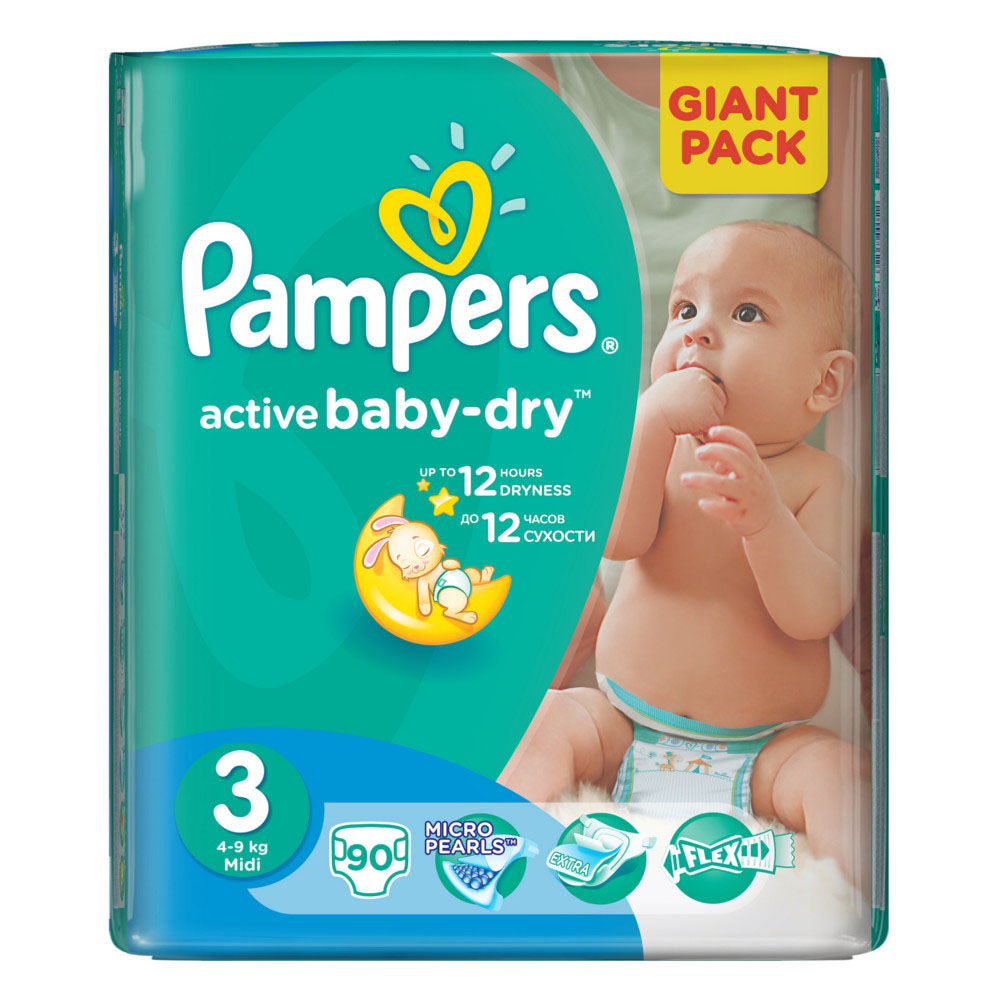 GIANT
PACK
Pampers®
active baby-dry™
UP TO 12 HOURS
DRYNESS
ДО 12 ЧАСОВ
СУХОСТИ
3
4-9 kg
Midi
90
MICRO
PEARLS™
EXTRA
FLEX